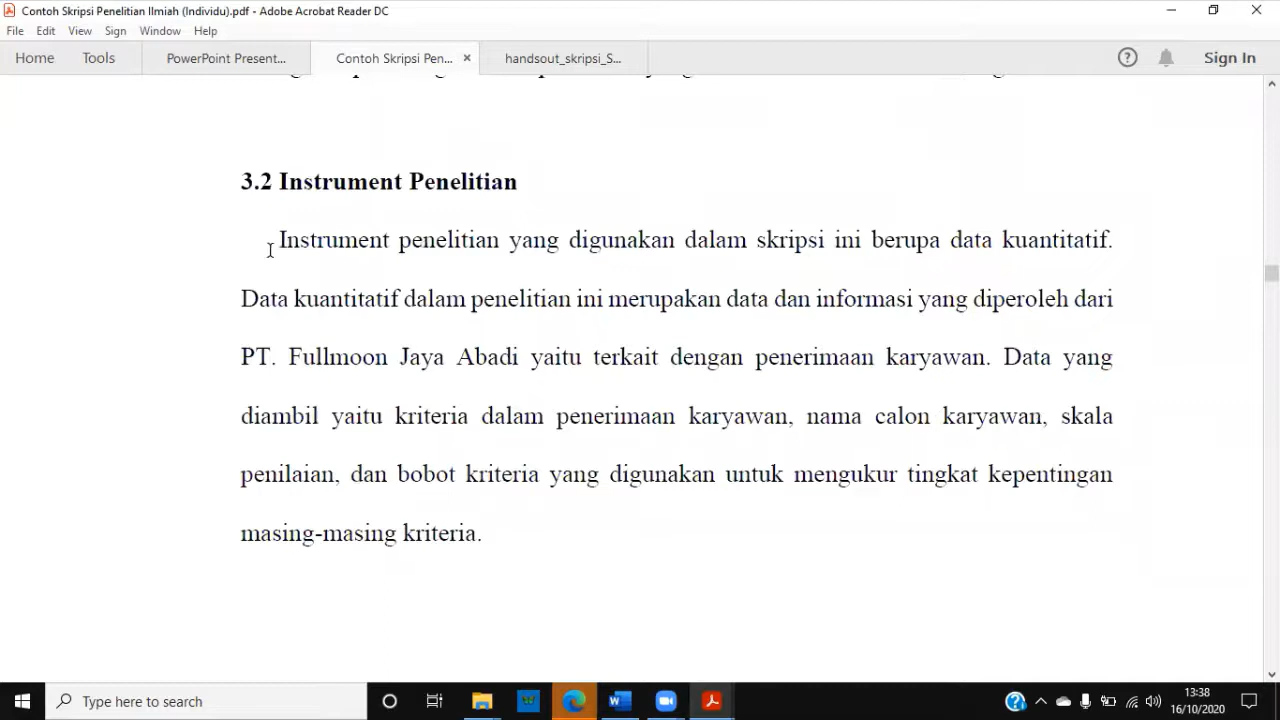 Contoh Skripsi Penelitian Ilmiah (Individu).pdf - Adobe Acrobat Reader DC
File Edit View Sign Window Help
Home Tools PowerPoint Present... Contoh Skripsi Pen... × handsout_skripsi_S... Sign In
3.2 Instrument Penelitian
Instrument penelitian yang digunakan dalam skripsi ini berupa data kuantitatif.
Data kuantitatif dalam penelitian ini merupakan data dan informasi yang diperoleh dari
PT. Fullmoon Jaya Abadi yaitu terkait dengan penerimaan karyawan. Data yang
diambil yaitu kriteria dalam penerimaan karyawan, nama calon karyawan, skala
penilaian, dan bobot kriteria yang digunakan untuk mengukur tingkat kepentingan
masing-masing kriteria.
Type here to search
13:38
16/10/2020